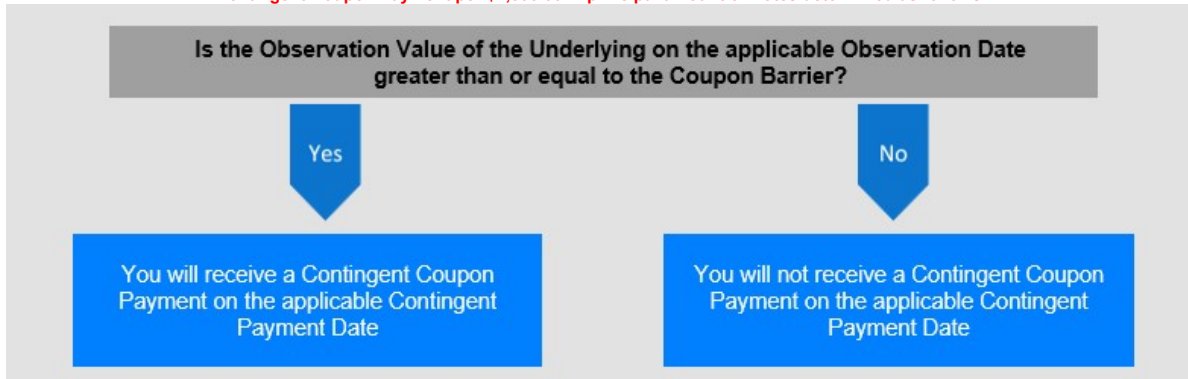 Is the Observation Value of the Underlying on the applicable Observation Date
greater than or equal to the Coupon Barrier?
Yes
No
You will receive a Contingent Coupon
Payment on the applicable Contingent
Payment Date
You will not receive a Contingent Coupon
Payment on the applicable Contingent
Payment Date